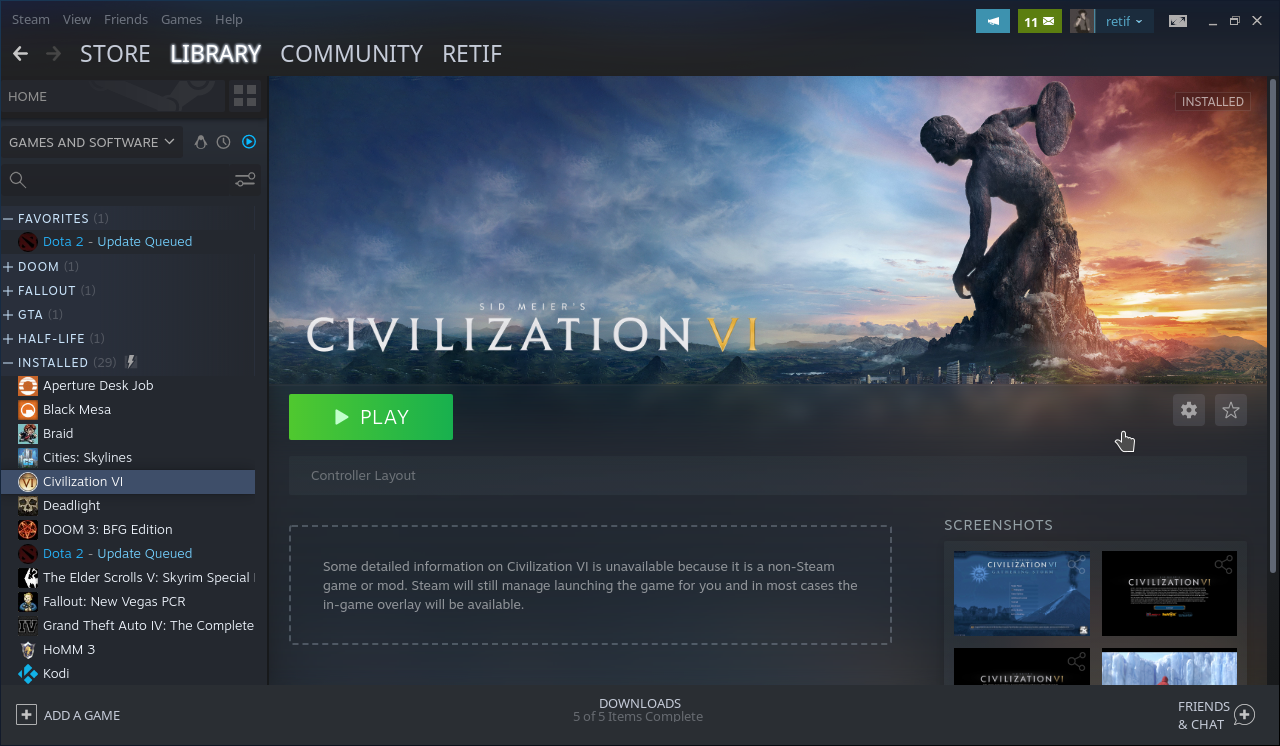 Steam View Friends Games Help
11 retif
STORE LIBRARY COMMUNITY RETIF
HOME
GAMES AND SOFTWARE
FAVORITES (1)
Dota 2 - Update Queued
DOOM (1)
FALLOUT (1)
GTA (1)
HALF-LIFE (1)
INSTALLED (29)
Aperture Desk Job
Black Mesa
Braid
Cities: Skylines
Civilization VI
Deadlight
DOOM 3: BFG Edition
Dota 2 - Update Queued
The Elder Scrolls V: Skyrim Special
Fallout: New Vegas PCR
Grand Theft Auto IV: The Complete
HoMM 3
Kodi
INSTALLED
SID MEIER'S
CIVILIZATION VI
PLAY
Controller Layout
Some detailed information on Civilization VI is unavailable because it is a non-Steam
game or mod. Steam will still manage launching the game for you and in most cases the
in-game overlay will be available.
SCREENSHOTS
CIVILIZATION VI
GATHERING STORM
CIVILIZATION VI
CIVILIZATION VI
ADD A GAME
DOWNLOADS
5 of 5 Items Complete
FRIENDS
& CHAT